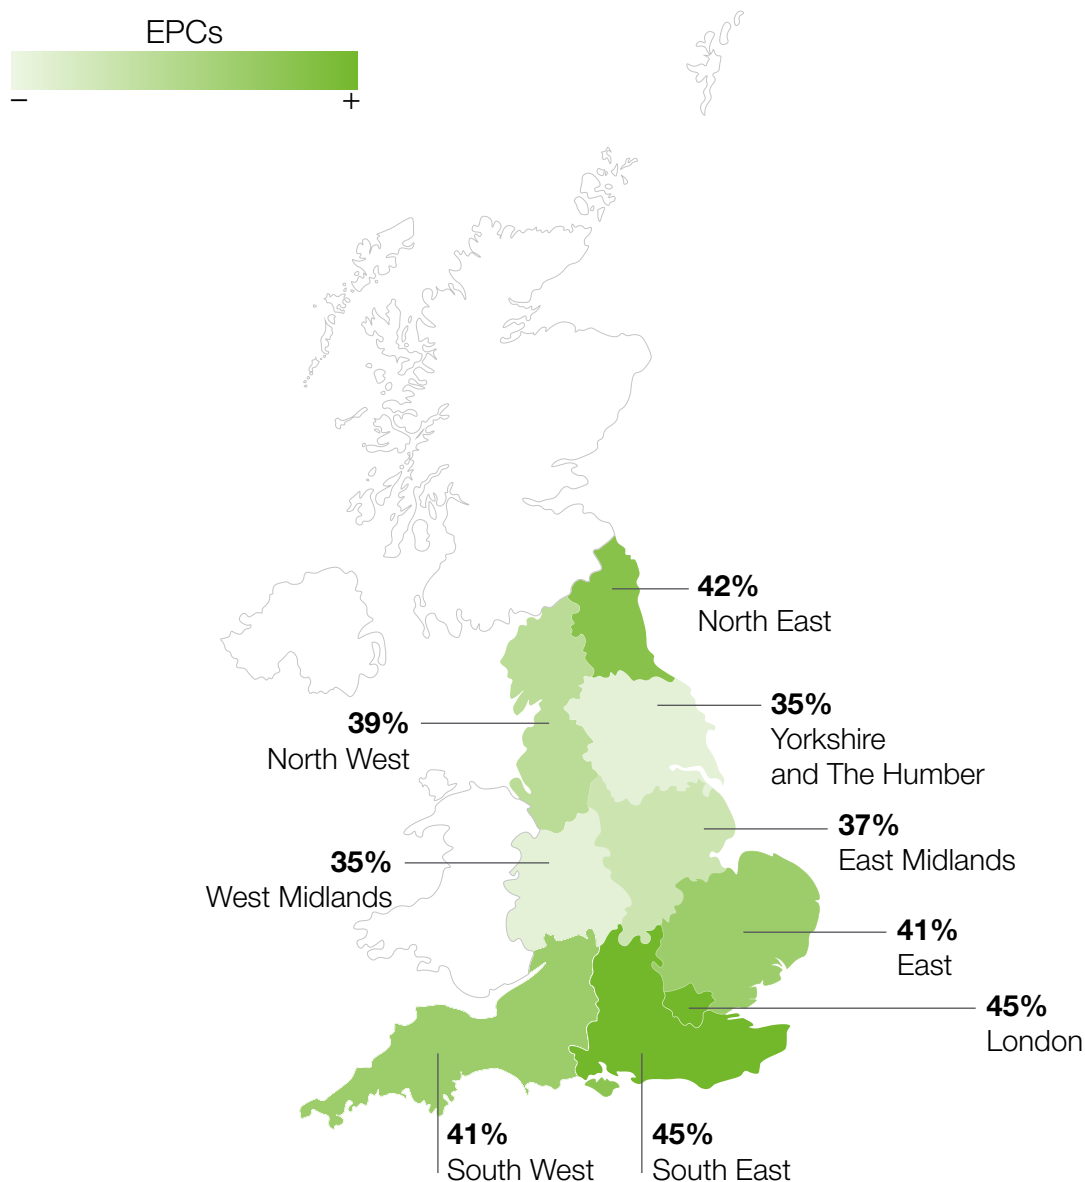 EPCs
− +
42%
North East
35%
Yorkshire
and The Humber
39%
North West
37%
East Midlands
35%
West Midlands
41%
East
45%
London
41%
South West
45%
South East